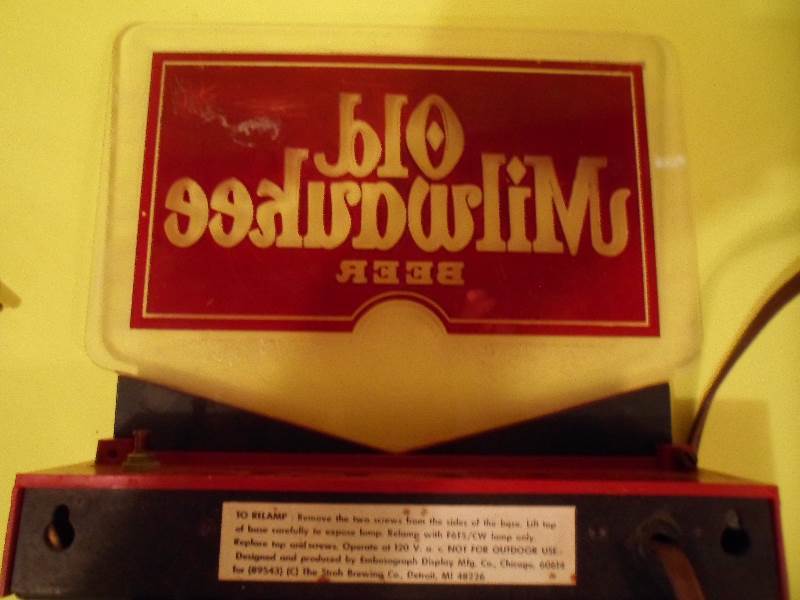 Old
Milwaukee
BEER
TO RELAMP : Remove the two screws from the sides of the base. Lift top
of base carefully to expose lamp. Relamp with F6T5/CW lamp only.
Replace top and screws. Operate at 120 V. a. c. NOT FOR OUTDOOR USE.
Designed and produced by Embosograph Display Mfg. Co., Chicago, 60614
for (89543) (C) The Stroh Brewing Co., Detroit, MI 48226